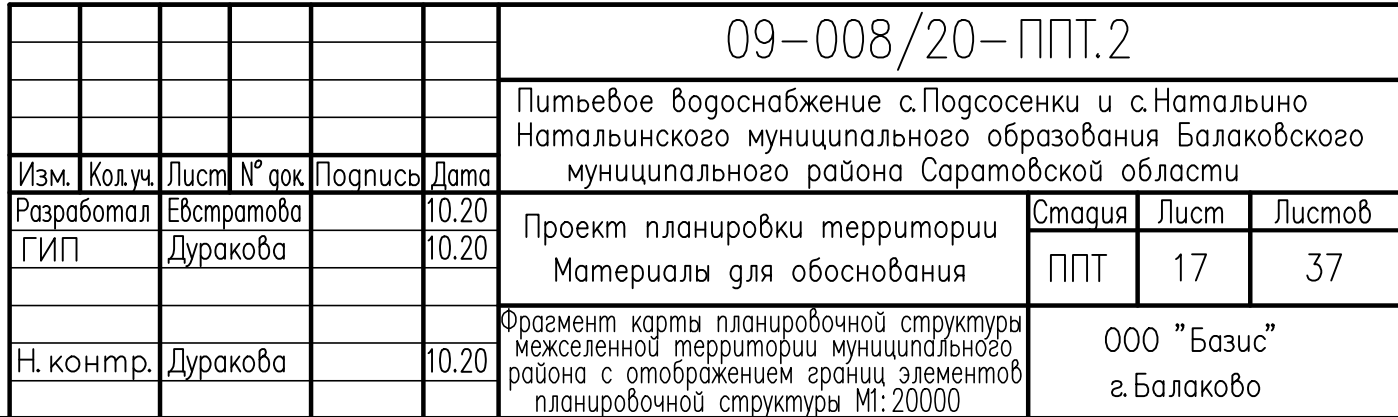 09-008/20-ППТ.2
Питьевое водоснабжение с.Подсосенки и с.Натальино
Натальинского муниципального образования Балаковского
муниципального района Саратовской области
Изм. Кол.уч. Лист N° док. Подпись Дата
Разработал Евстратова 10.20
ГИП Дуракова 10.20
Н. контр. Дуракова 10.20
Проект планировки территории
Материалы для обоснования
Стадия Лист Листов
ППТ 17 37
Фрагмент карты планировочной структуры
межселенной территории муниципального
района с отображением границ элементов
планировочной структуры М1:20000
ООО "Базис"
г.Балаково